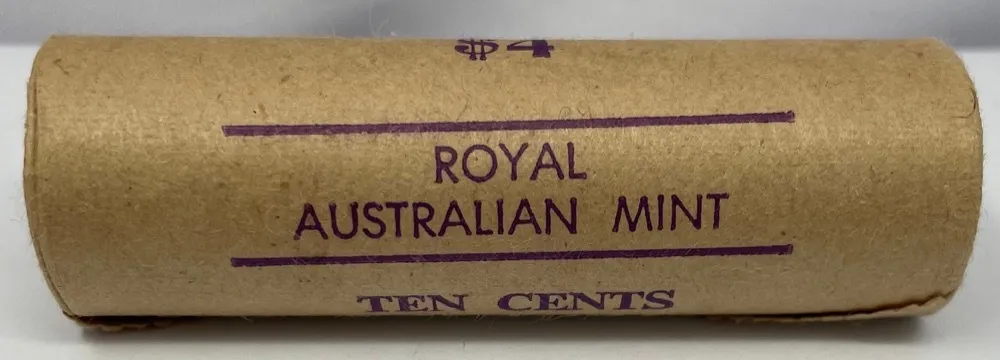 $4
ROYAL
AUSTRALIAN MINT
TEN CENTS